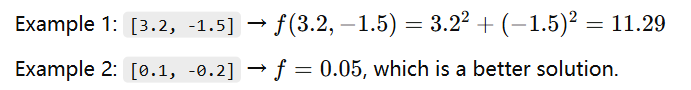 Example 1: [3.2, -1.5] → f(3.2, −1.5) = 3.2² + (−1.5)² = 11.29
Example 2: [0.1, -0.2] → f = 0.05, which is a better solution.